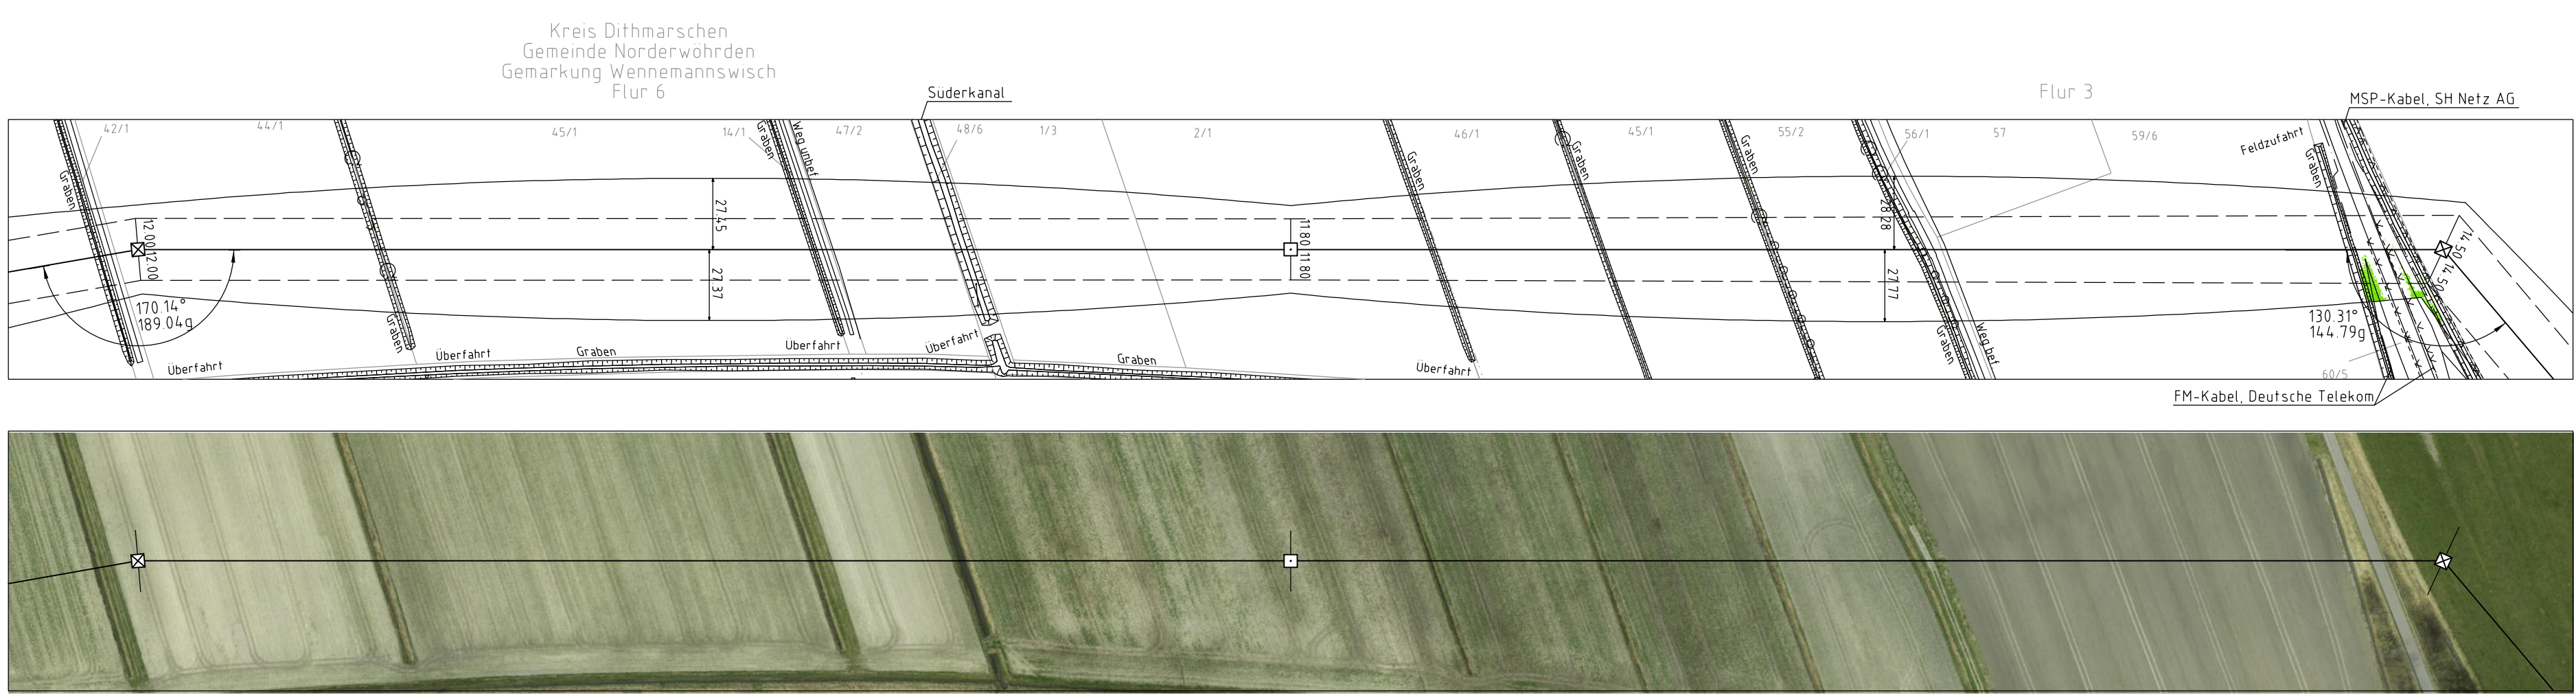 Kreis Dithmarschen
Gemeinde Norderwöhrden
Gemarkung Wennemannswisch
Flur 6
Flur 3
Süderkanal
MSP-Kabel, SH Netz AG
42/1
44/1
45/1
14/1
47/2
48/6
1/3
2/1
46/1
45/1
55/2
56/1
57
59/6
Feldzufahrt
Graben
Graben
Weg unbef
Graben
Graben
Graben
Graben
27.45
28.28
12.00
12.00
11.80
11.80
14.50
14.50
27.37
27.77
170.14°
189.04g
130.31°
144.79g
Graben
Graben
Weg bef
Überfahrt
Überfahrt
Graben
Überfahrt
Überfahrt
Graben
Überfahrt
60/5
FM-Kabel, Deutsche Telekom